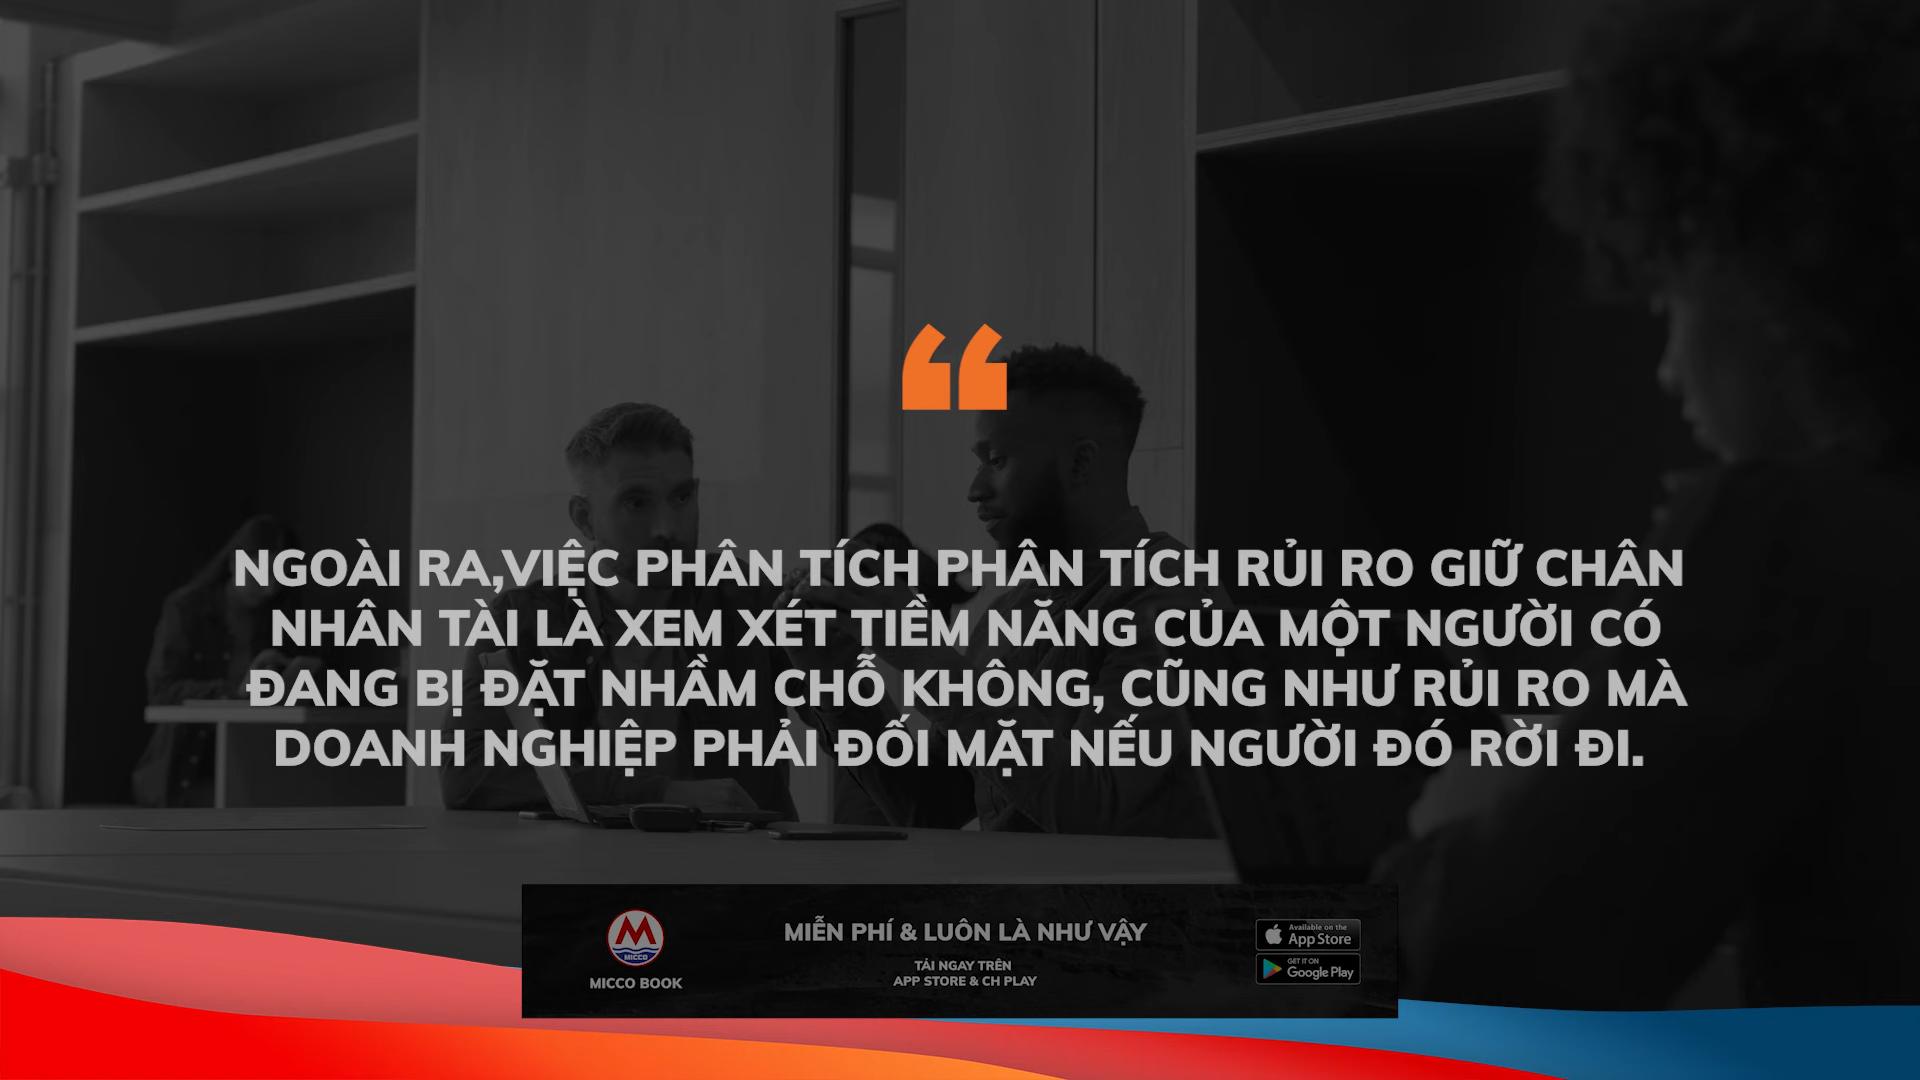 “
NGOÀI RA,VIỆC PHÂN TÍCH PHÂN TÍCH RỦI RO GIỮ CHÂN
NHÂN TÀI LÀ XEM XÉT TIỀM NĂNG CỦA MỘT NGƯỜI CÓ
ĐANG BỊ ĐẶT NHẦM CHỖ KHÔNG, CŨNG NHƯ RỦI RO MÀ
DOANH NGHIỆP PHẢI ĐỐI MẶT NẾU NGƯỜI ĐÓ RỜI ĐI.
MICCO
MICCO BOOK
MIỄN PHÍ & LUÔN LÀ NHƯ VẬY
TẢI NGAY TRÊN
APP STORE & CH PLAY
Available on the
App Store
GET IT ON
Google Play